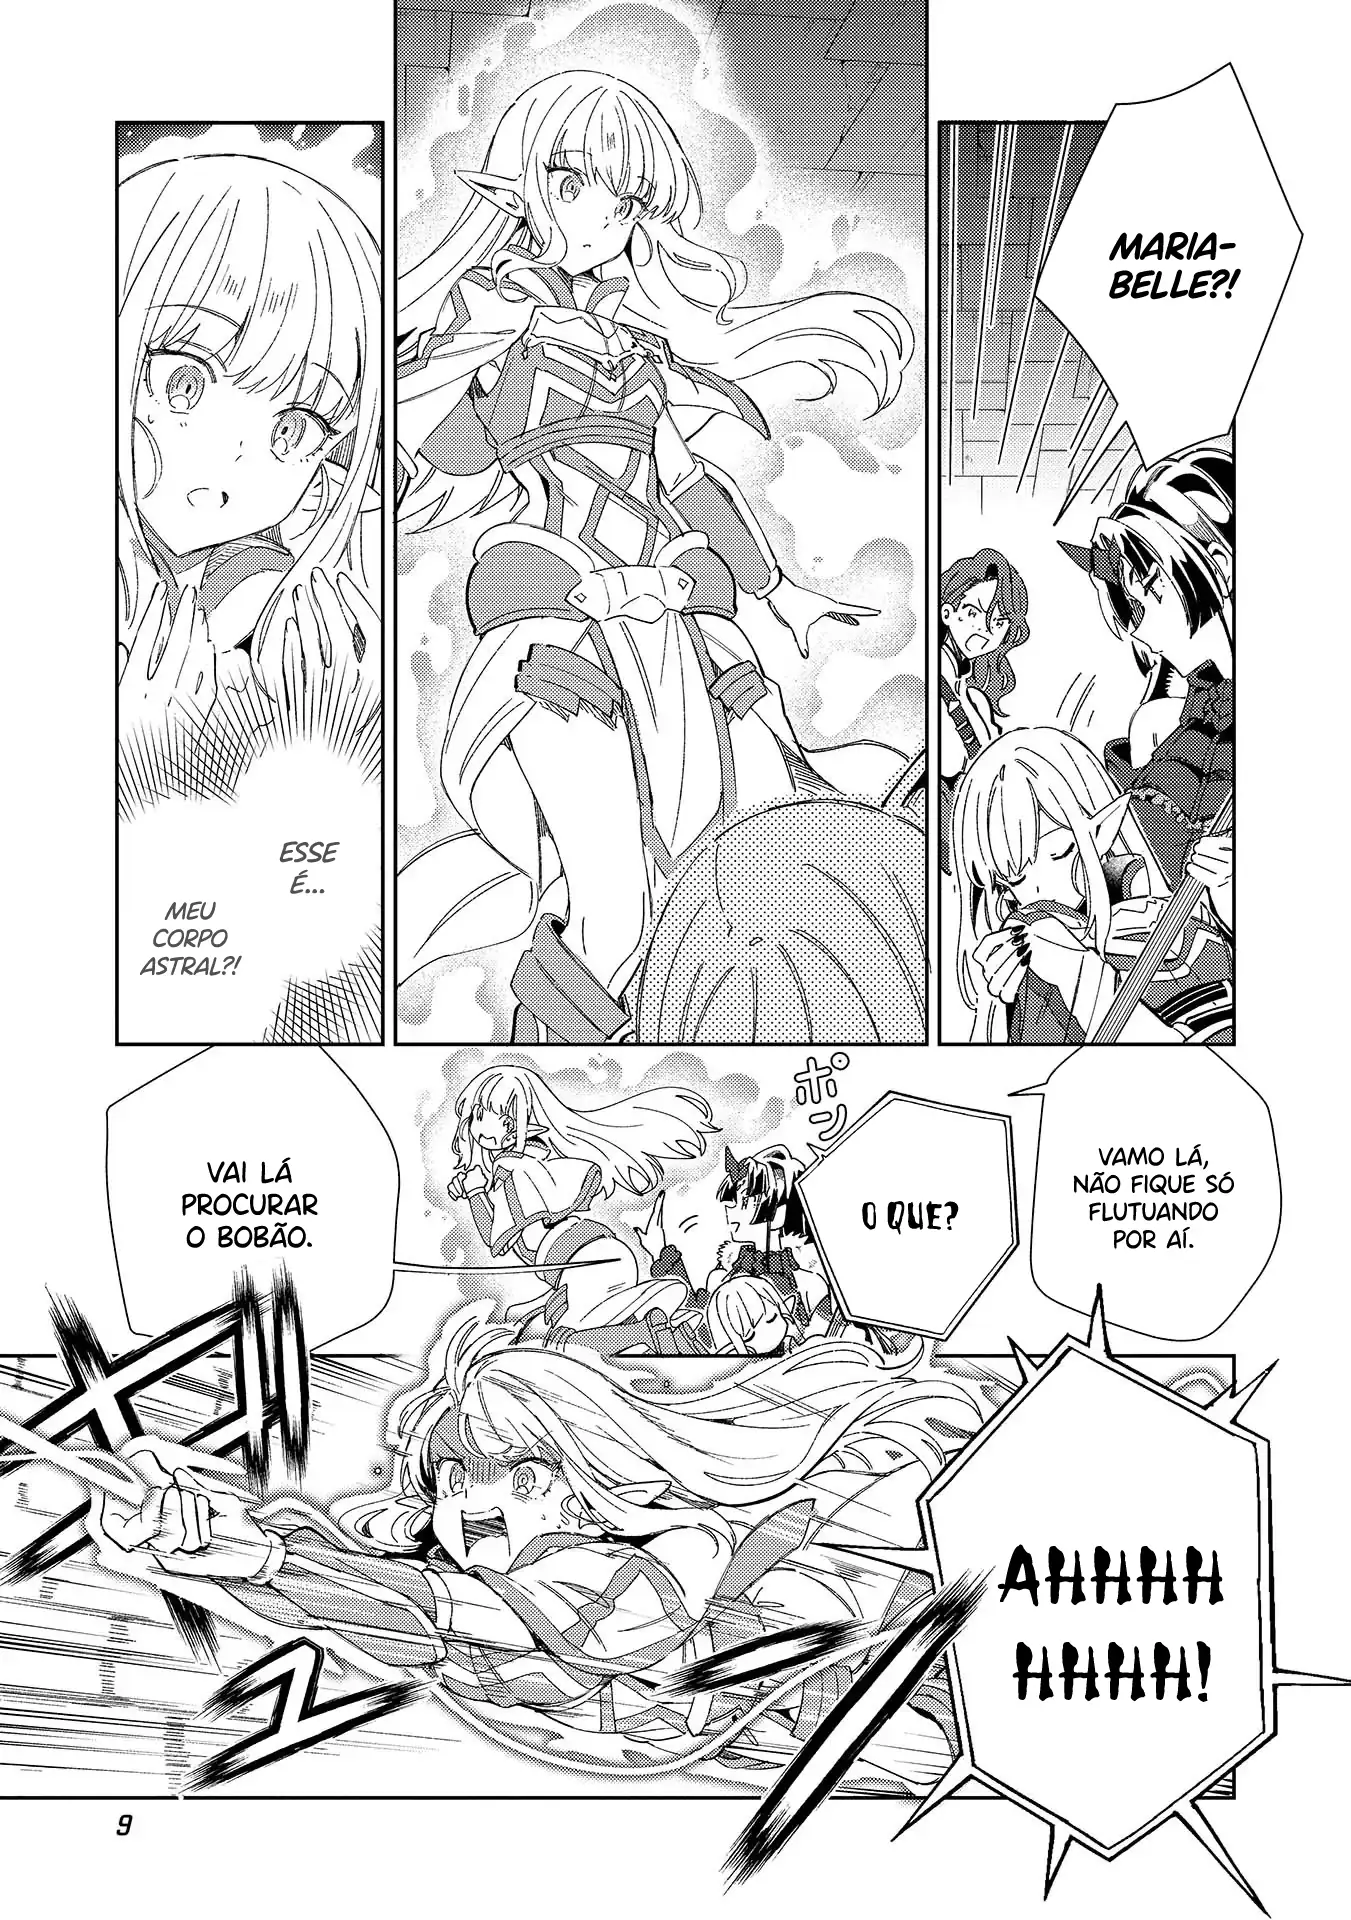 MARIA-
BELLE?!
ESSE
É...
MEU
CORPO
ASTRAL?!
VAMO LÁ,
NÃO FIQUE SÓ
FLUTUANDO
POR AÍ.
O QUE?
ポン
VAI LÁ
PROCURAR
O BOBÃO.
AHHHHH
HHHH!
9